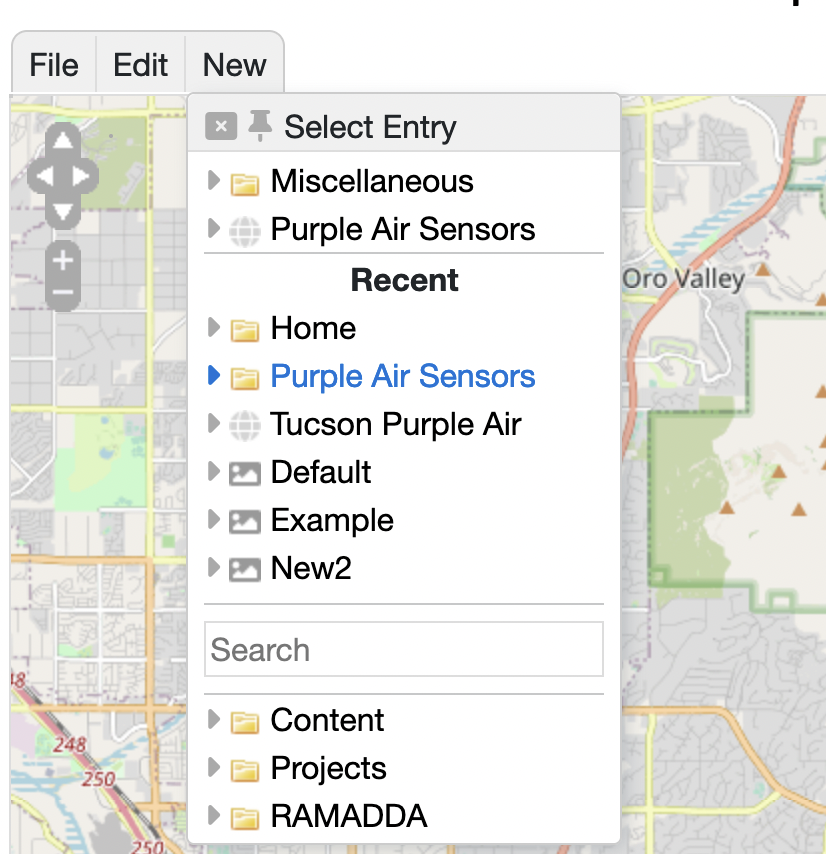 File Edit New
Select Entry
Miscellaneous
Purple Air Sensors
Recent
Oro Valley
Home
Purple Air Sensors
Tucson Purple Air
Default
Example
New2
Search
Content
248
Projects
250
RAMADDA
250